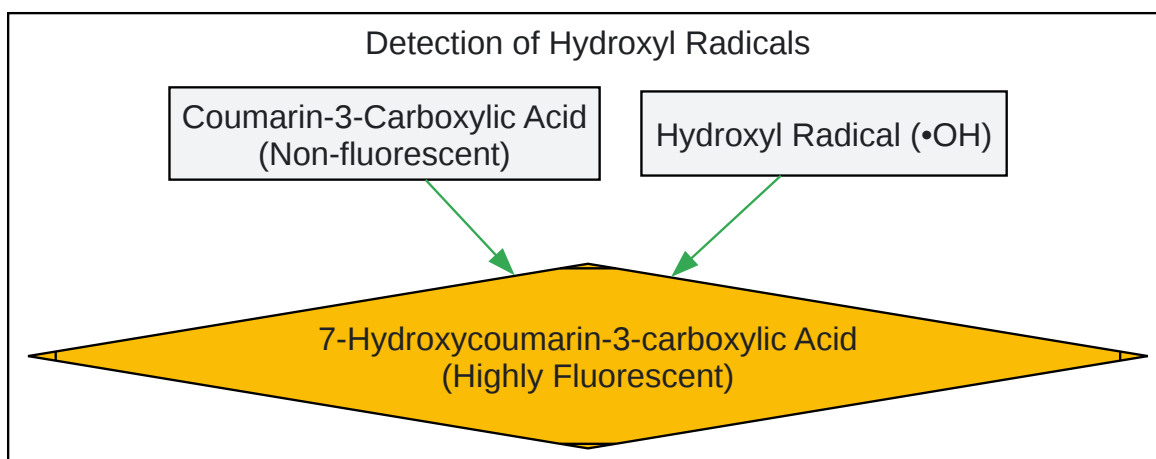 Detection of Hydroxyl Radicals
Coumarin-3-Carboxylic Acid
(Non-fluorescent)
Hydroxyl Radical (•OH)
7-Hydroxycoumarin-3-carboxylic Acid
(Highly Fluorescent)